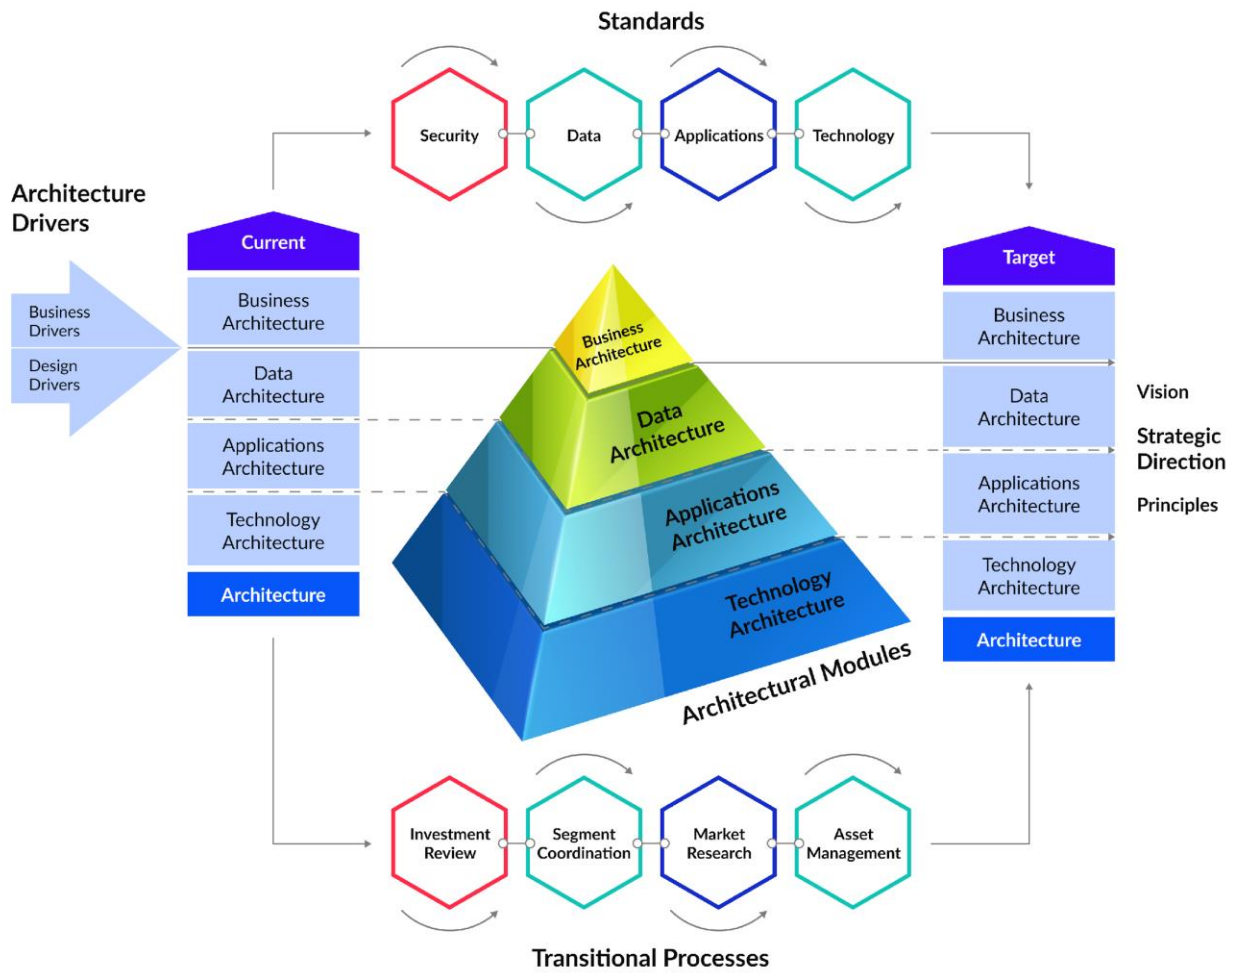 Standards
Security
Data
Applications
Technology
Architecture
Drivers
Business
Drivers
Design
Drivers
Current
Business
Architecture
Data
Architecture
Applications
Architecture
Technology
Architecture
Architecture
Business
Architecture
Data
Architecture
Applications
Architecture
Technology
Architecture
Architectural Modules
Target
Business
Architecture
Data
Architecture
Applications
Architecture
Technology
Architecture
Architecture
Vision
Strategic
Direction
Principles
Investment
Review
Segment
Coordination
Market
Research
Asset
Management
Transitional Processes